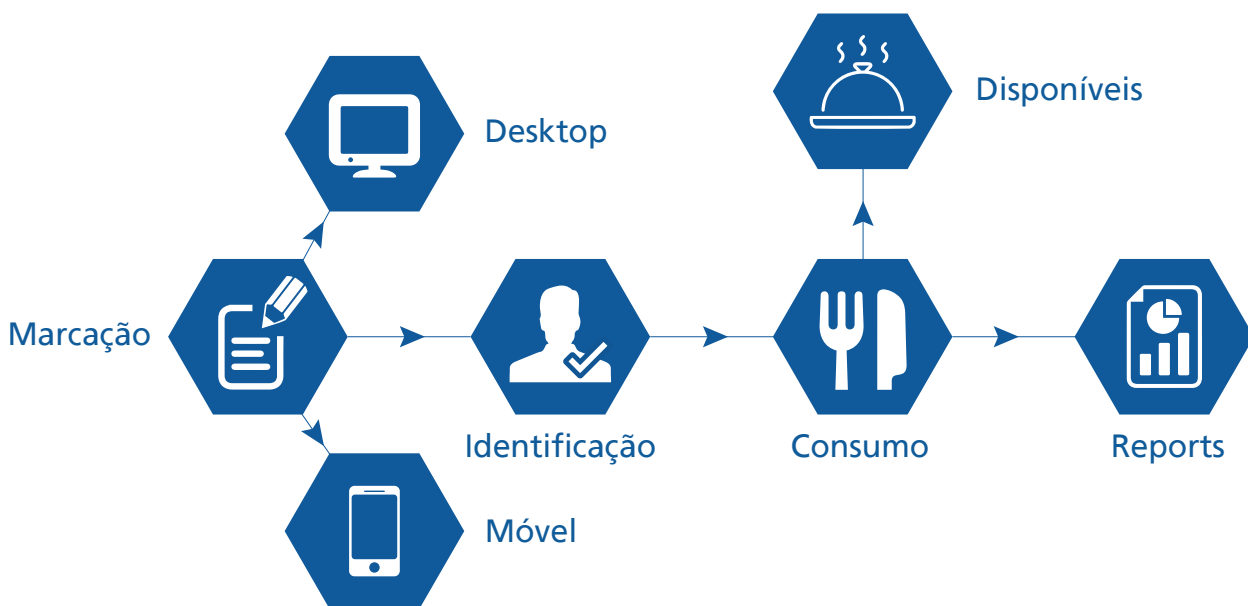 Disponíveis
Desktop
Marcação
Identificação
Consumo
Reports
Móvel